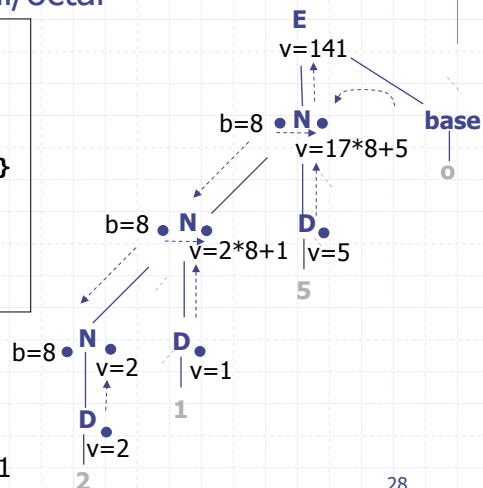 E
v=141
b=8 N base
v=17*8+5
o
}
b=8 N D
v=2*8+1 v=5
5
N D
b=8 v=2 v=1
1
D
v=2
1
2
28